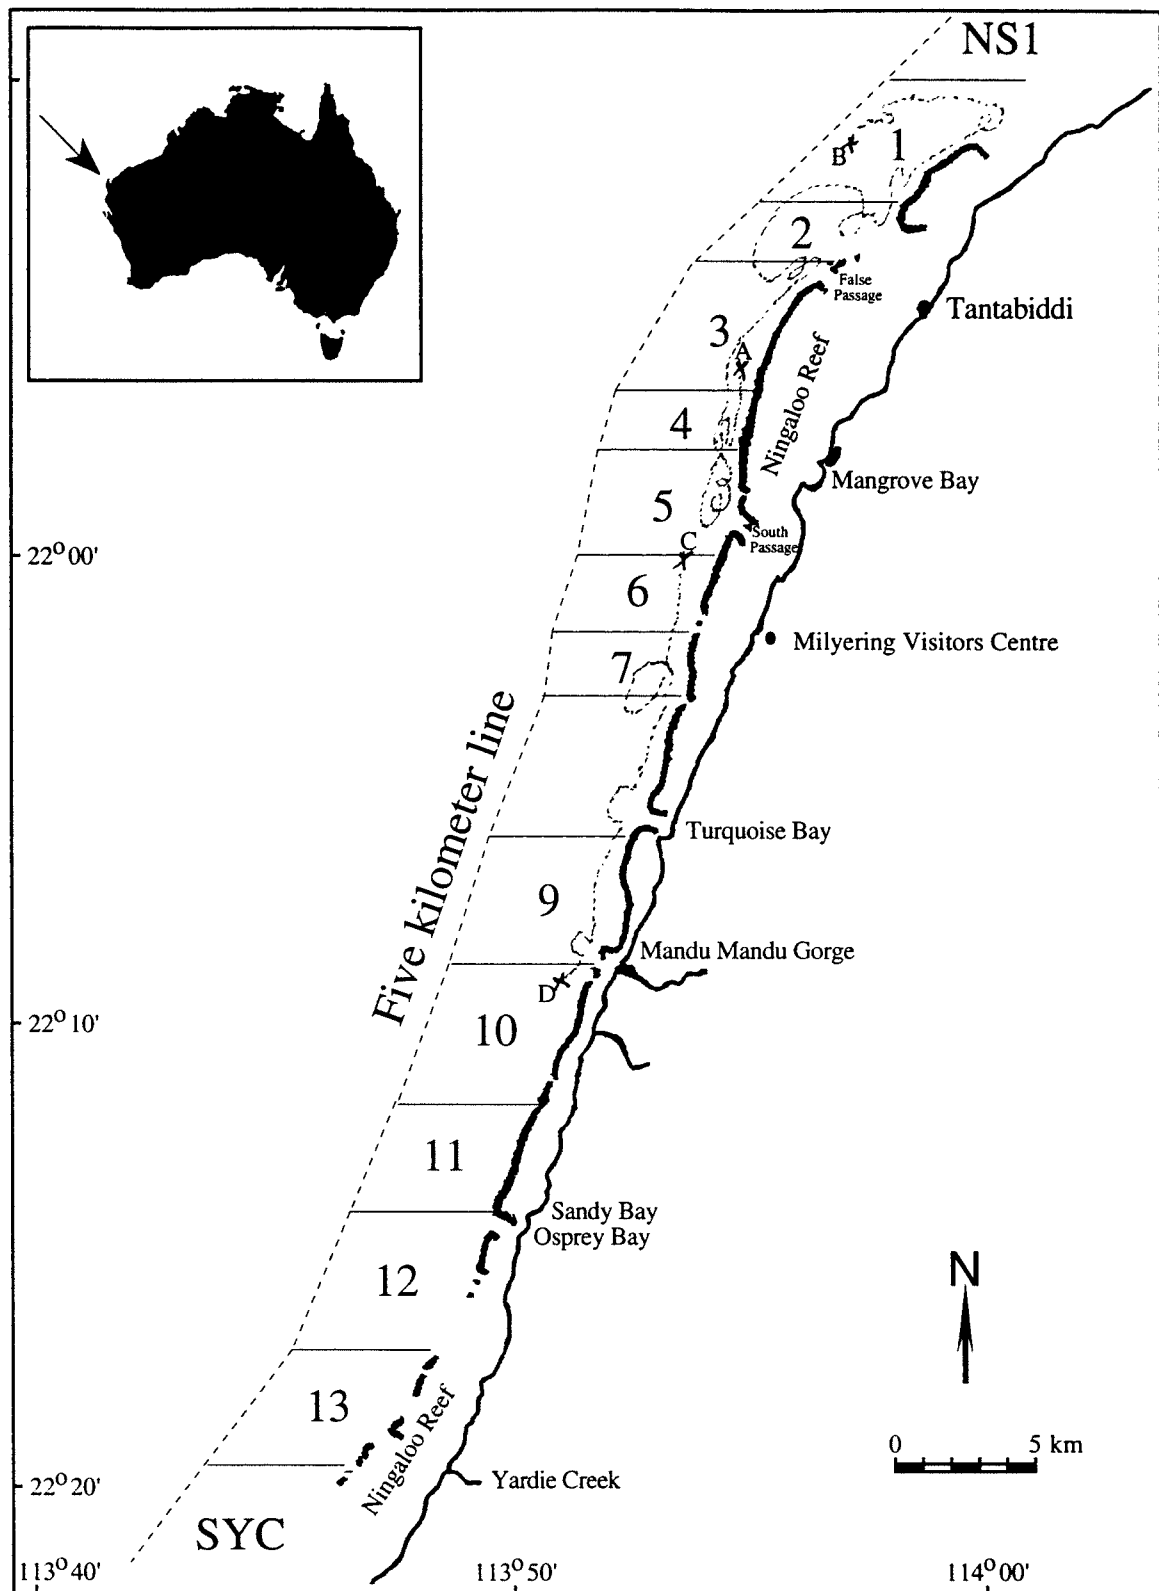 NS1
B
1
2
False
Passage
Tantabiddi
3
A
Ningaloo Reef
4
Mangrove Bay
5
South
Passage
C
22° 00'
6
Milyering Visitors Centre
7
Five kilometer line
Turquoise Bay
9
Mandu Mandu Gorge
D
22° 10'
10
11
Sandy Bay
Osprey Bay
12
N
13
Ningaloo Reef
0 5 km
22° 20'
Yardie Creek
SYC
113° 40'
113° 50'
114° 00'